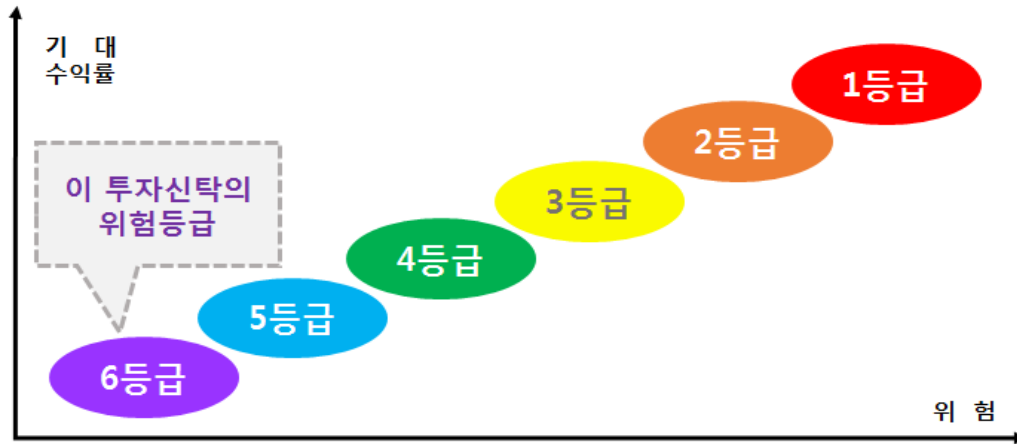 기 대
수익률
1등급
2등급
이 투자신탁의
위험등급
3등급
4등급
5등급
6등급
위 험